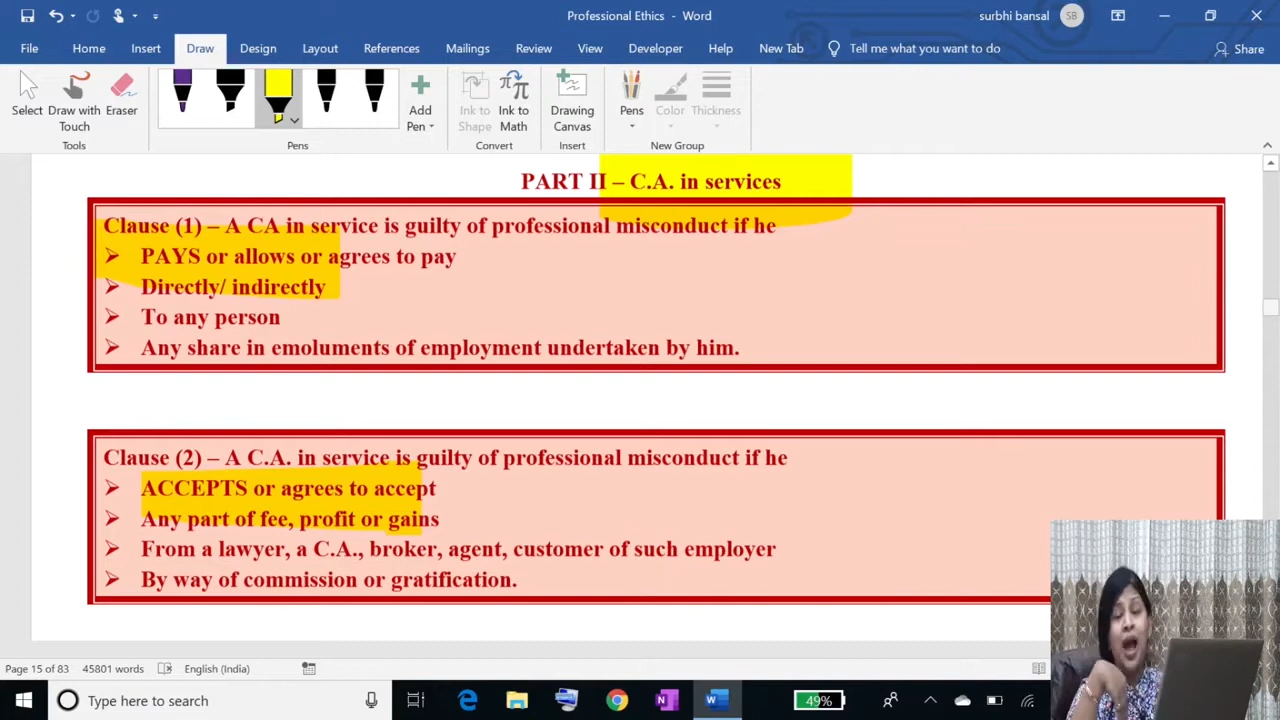 Professional Ethics - Word
surbhi bansal SB
File Home Insert Draw Design Layout References Mailings Review View Developer Help New Tab Tell me what you want to do Share
Select Draw with Touch Eraser Add Pen Ink to Shape Ink to Math Drawing Canvas Pens Color Thickness
Tools Pens Convert Insert New Group
PART II – C.A. in services
Clause (1) – A CA in service is guilty of professional misconduct if he
PAYS or allows or agrees to pay
Directly/ indirectly
To any person
Any share in emoluments of employment undertaken by him.
Clause (2) – A C.A. in service is guilty of professional misconduct if he
ACCEPTS or agrees to accept
Any part of fee, profit or gains
From a lawyer, a C.A., broker, agent, customer of such employer
By way of commission or gratification.
Page 15 of 83 45801 words English (India)
Type here to search
49%